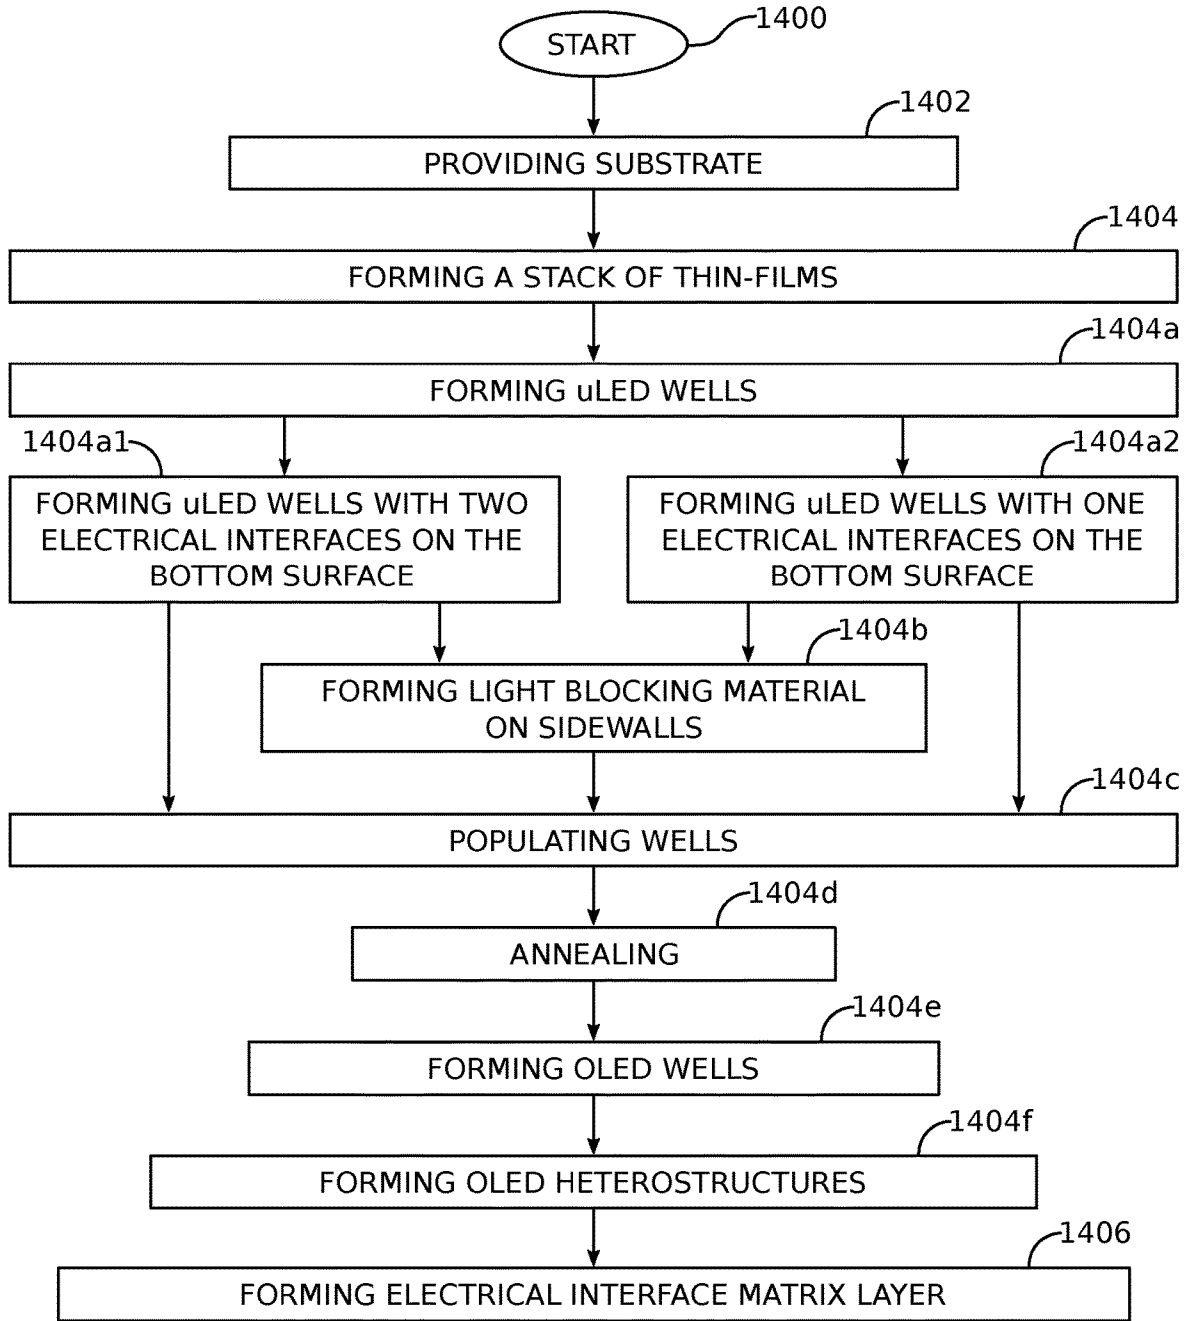 1400
START
1402
PROVIDING SUBSTRATE
1404
FORMING A STACK OF THIN-FILMS
1404a
FORMING uLED WELLS
1404a1
FORMING uLED WELLS WITH TWO
ELECTRICAL INTERFACES ON THE
BOTTOM SURFACE
1404a2
FORMING uLED WELLS WITH ONE
ELECTRICAL INTERFACES ON THE
BOTTOM SURFACE
1404b
FORMING LIGHT BLOCKING MATERIAL
ON SIDEWALLS
1404c
POPULATING WELLS
1404d
ANNEALING
1404e
FORMING OLED WELLS
1404f
FORMING OLED HETEROSTRUCTURES
1406
FORMING ELECTRICAL INTERFACE MATRIX LAYER